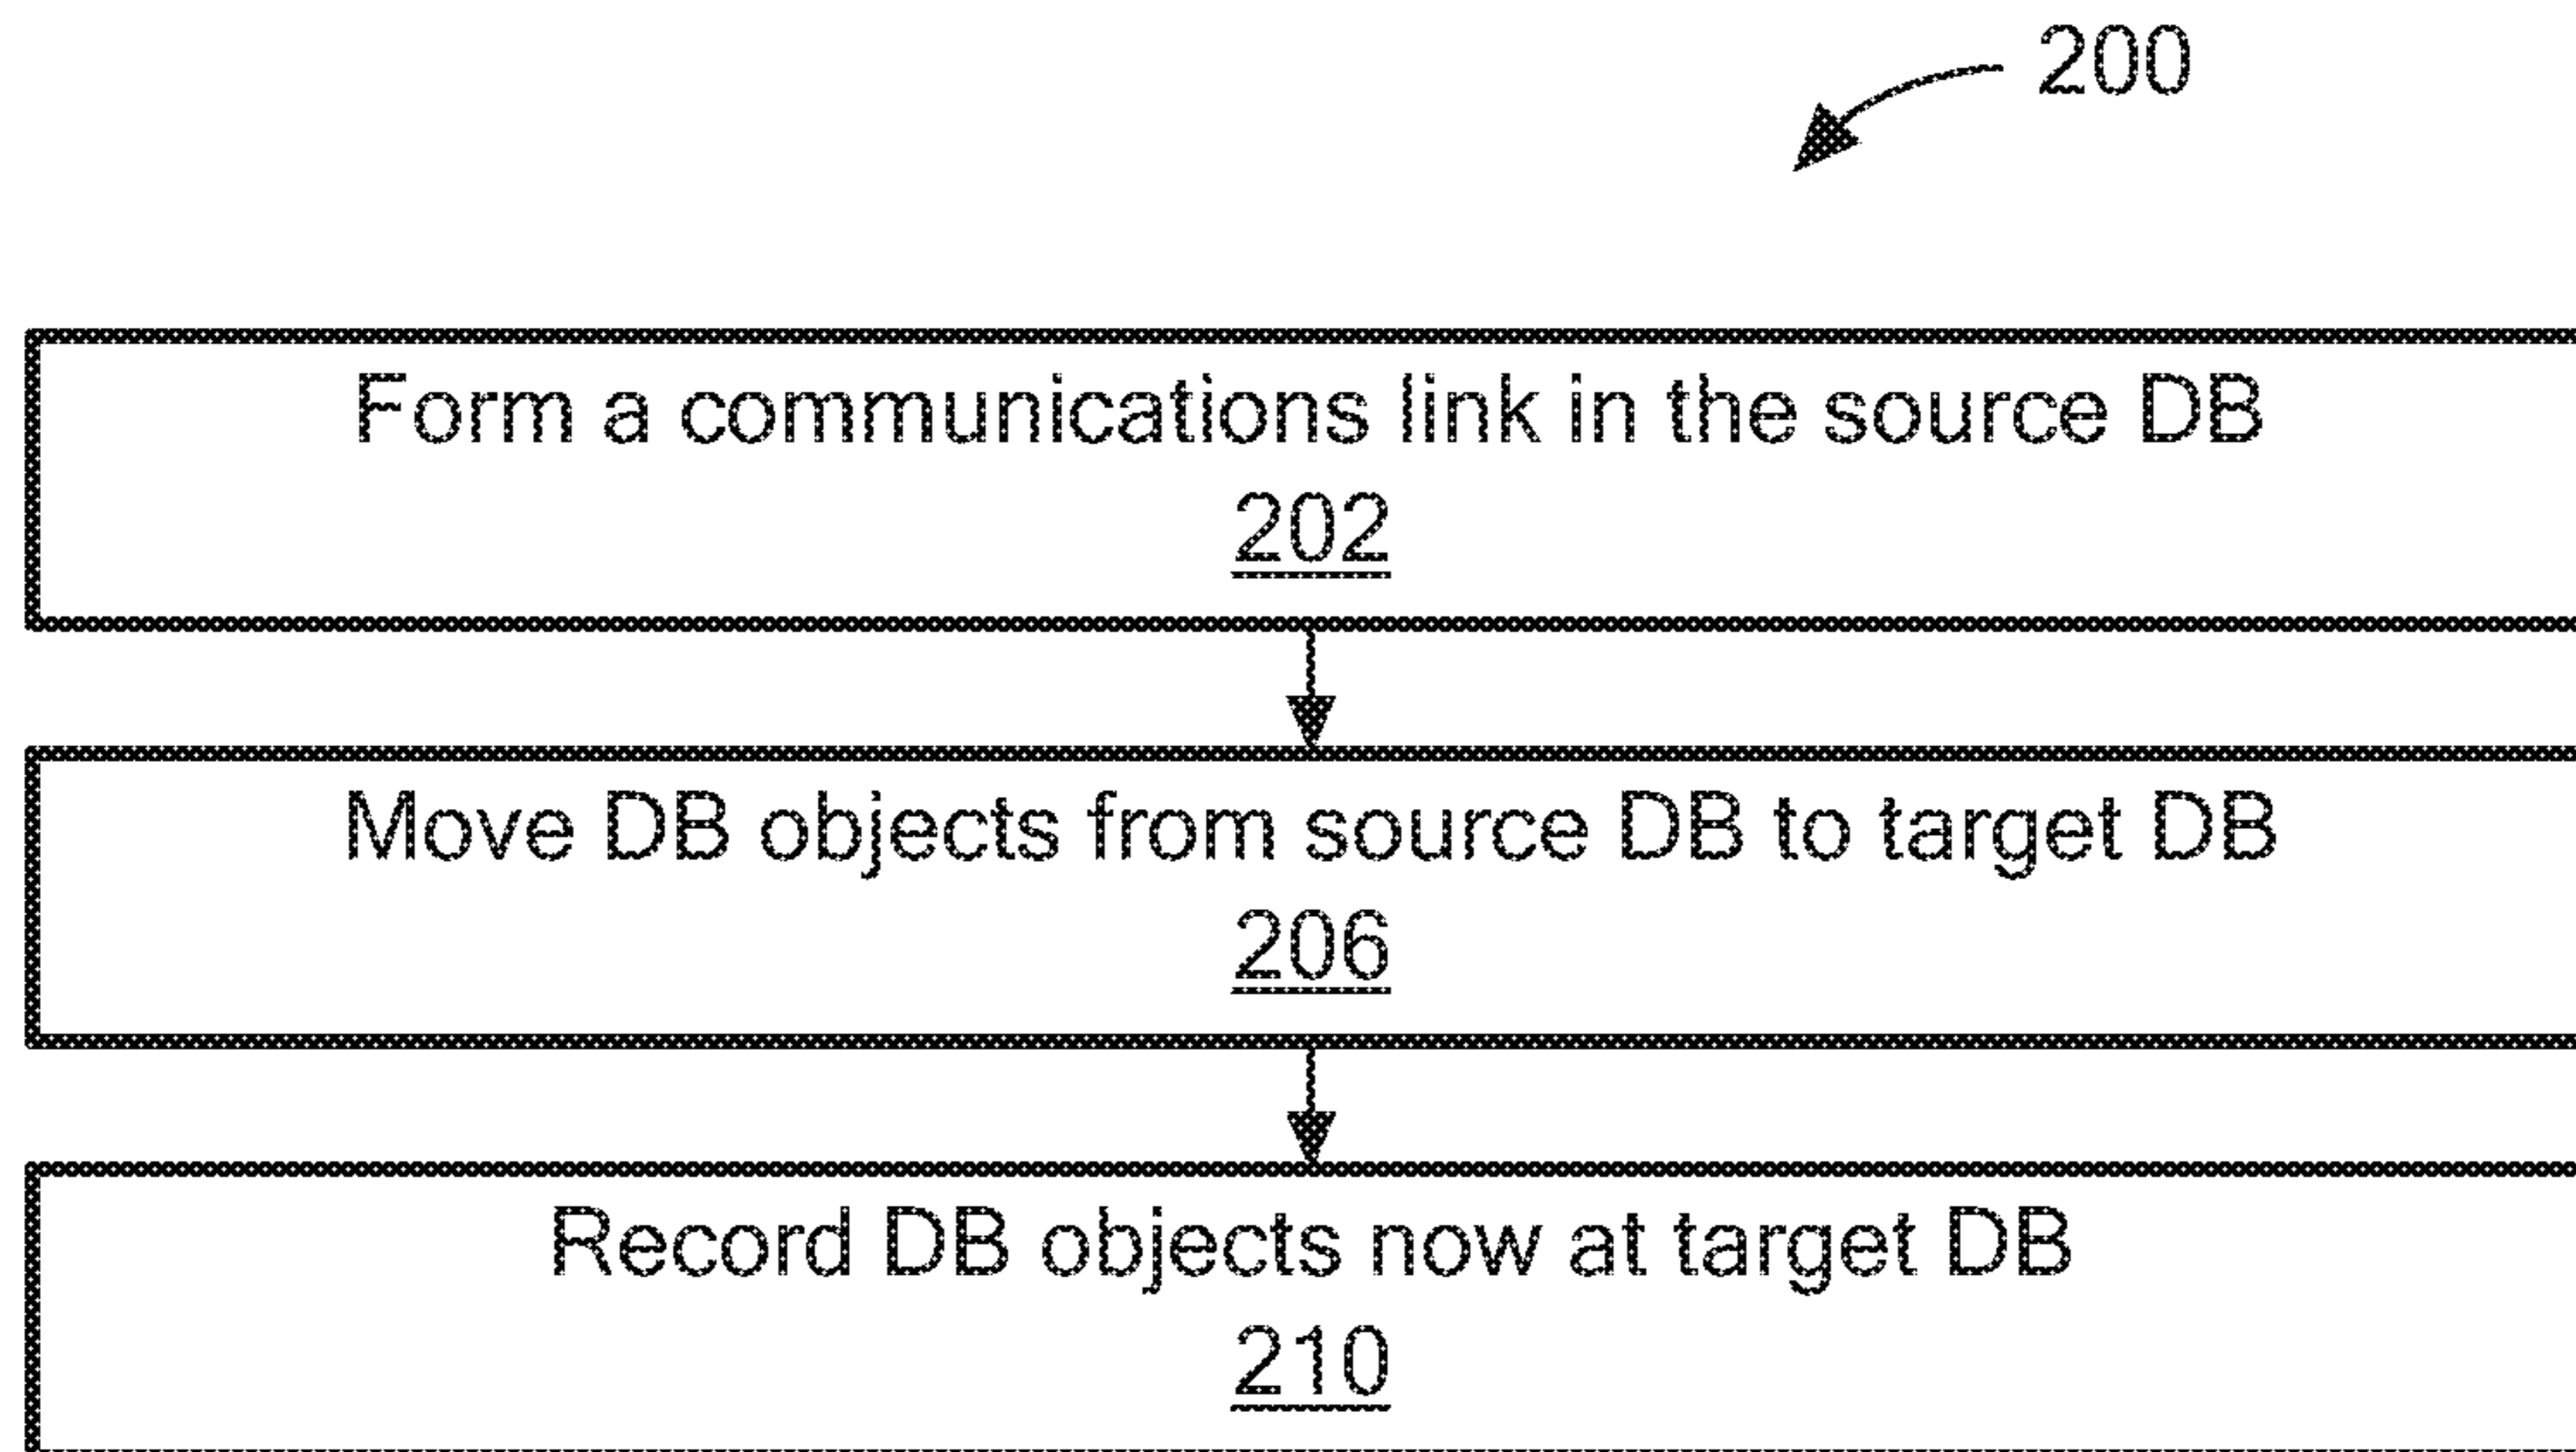 200
Form a communications link in the source DB
202
Move DB objects from source DB to target DB
206
Record DB objects now at target DB
210